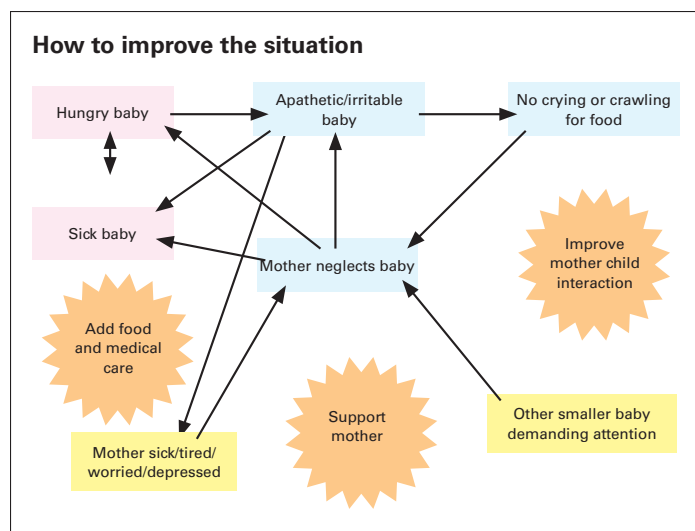 How to improve the situation
Hungry baby
Apathetic/irritable
baby
No crying or crawling
for food
Sick baby
Mother neglects baby
Improve
mother child
interaction
Add food
and medical
care
Support
mother
Other smaller baby
demanding attention
Mother sick/tired/
worried/depressed